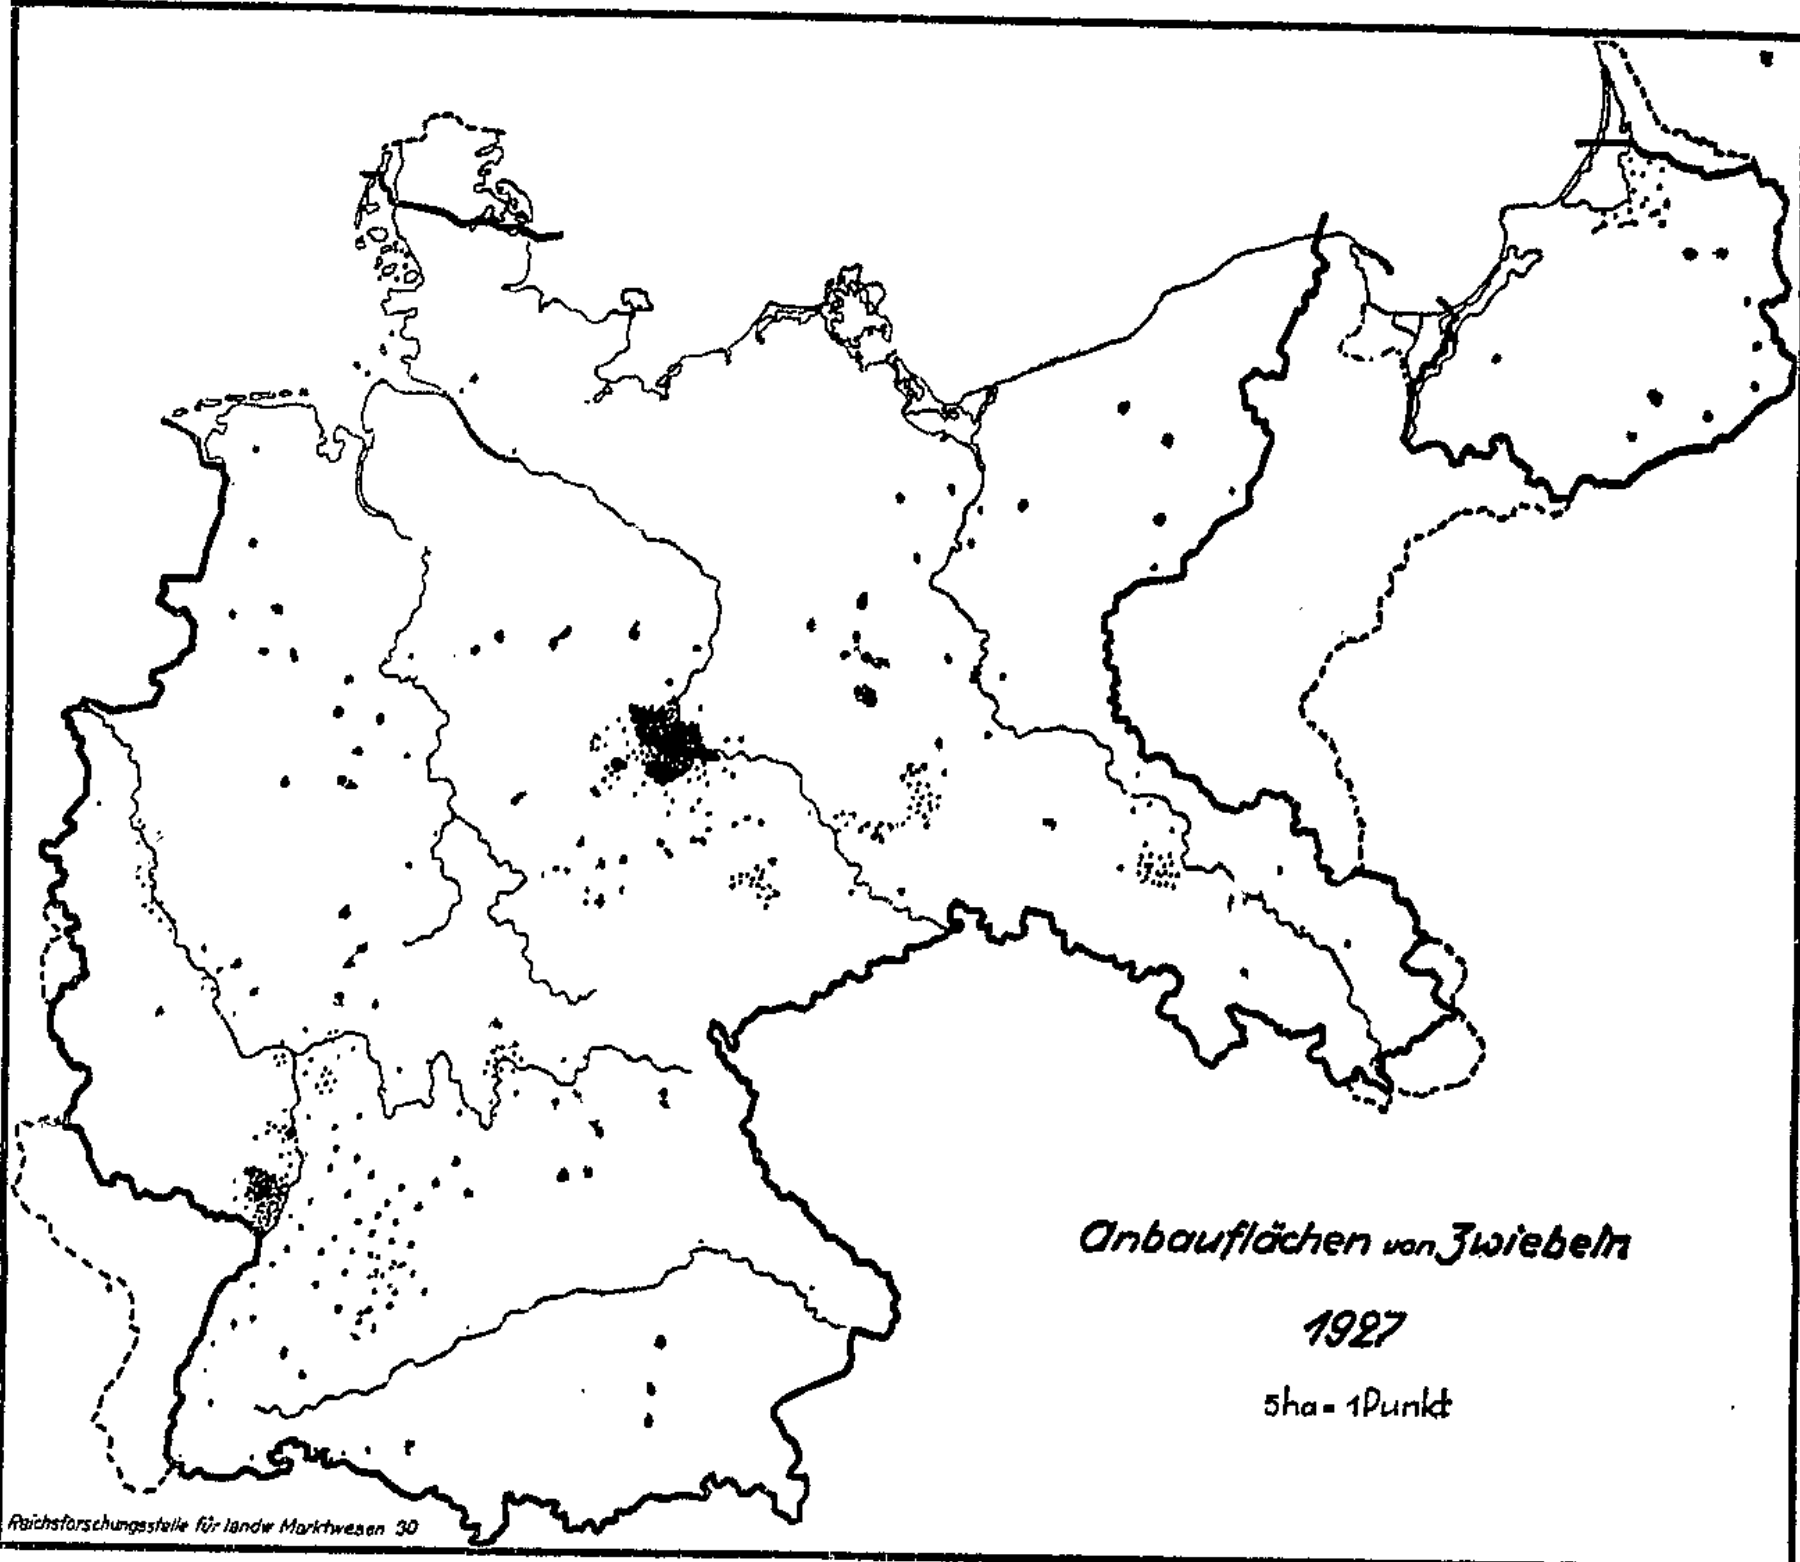 Anbauflächen von Zwiebeln
1927
5ha = 1Punkt
Reichsforschungsstelle für landw Marktwesen 30